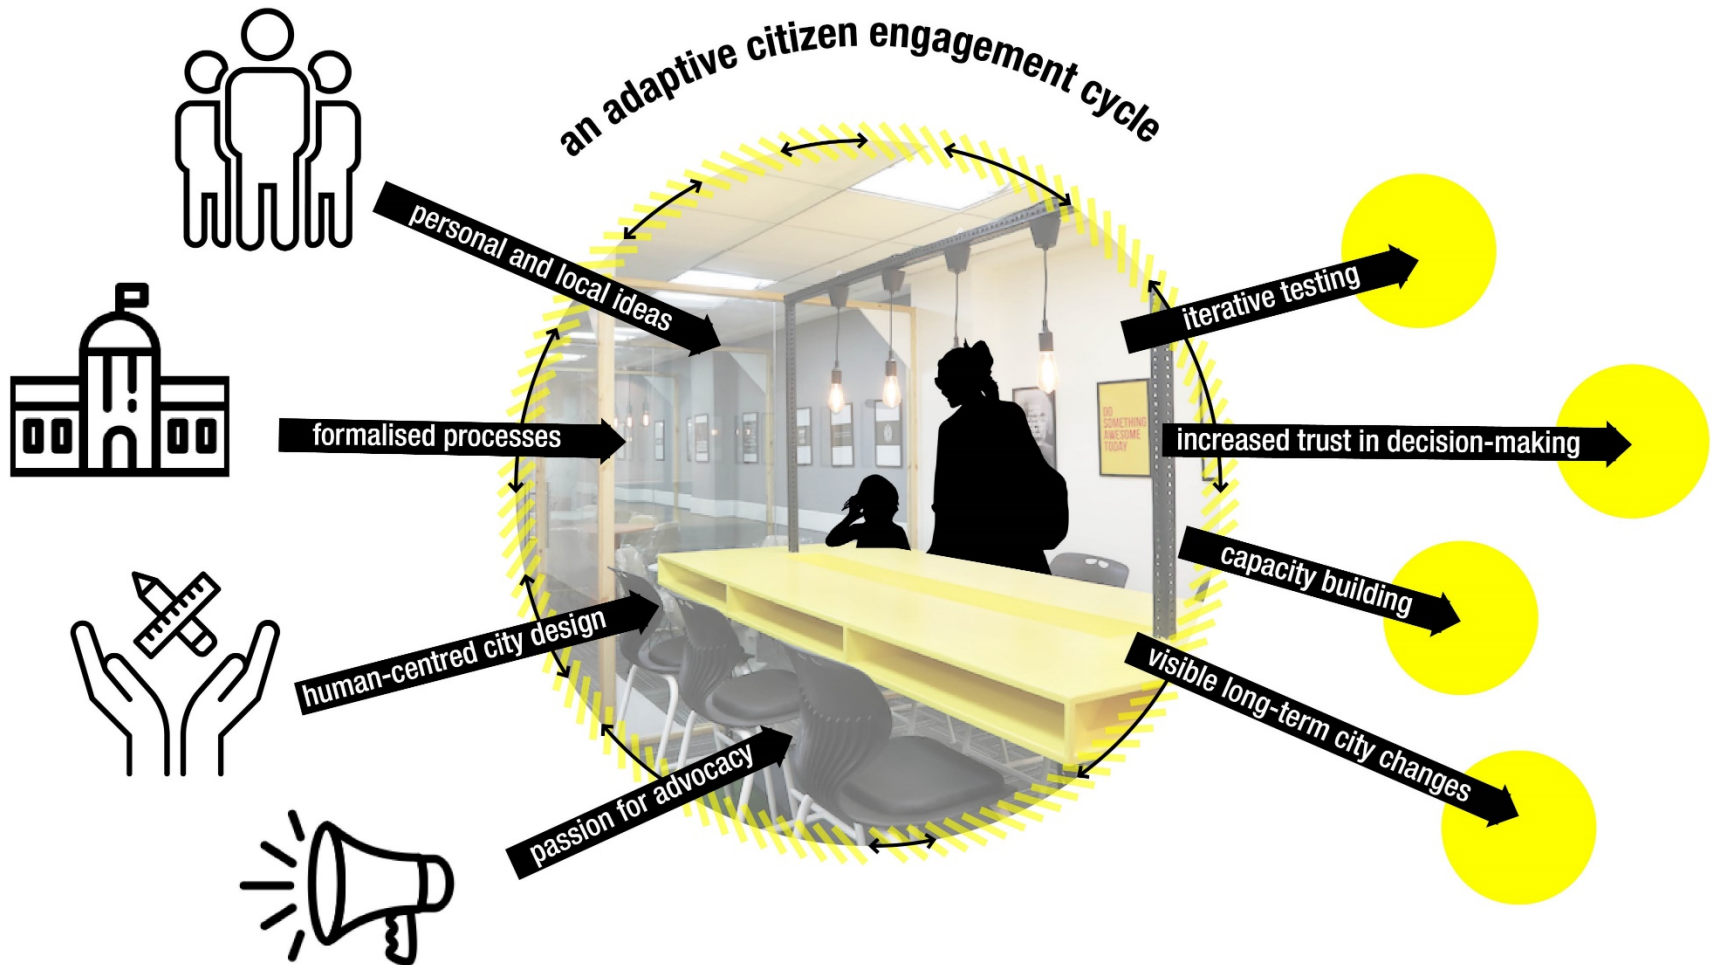 an adaptive citizen engagement cycle
personal and local ideas
formalised processes
human-centred city design
passion for advocacy
DO
SOMETHING
AWESOME
TODAY
iterative testing
increased trust in decision-making
capacity building
visible long-term city changes